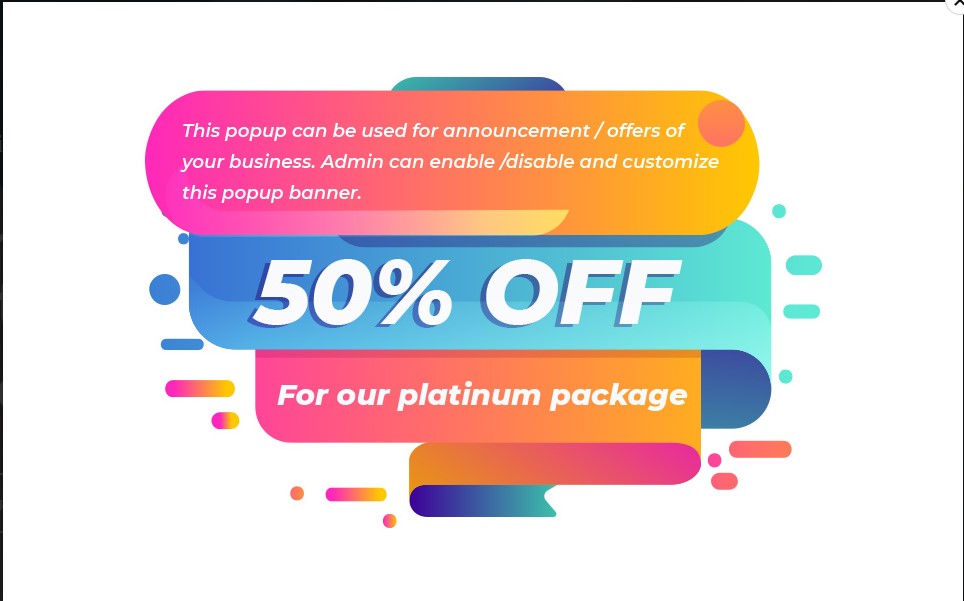 This popup can be used for announcement / offers of
your business. Admin can enable /disable and customize
this popup banner.
50% OFF
For our platinum package